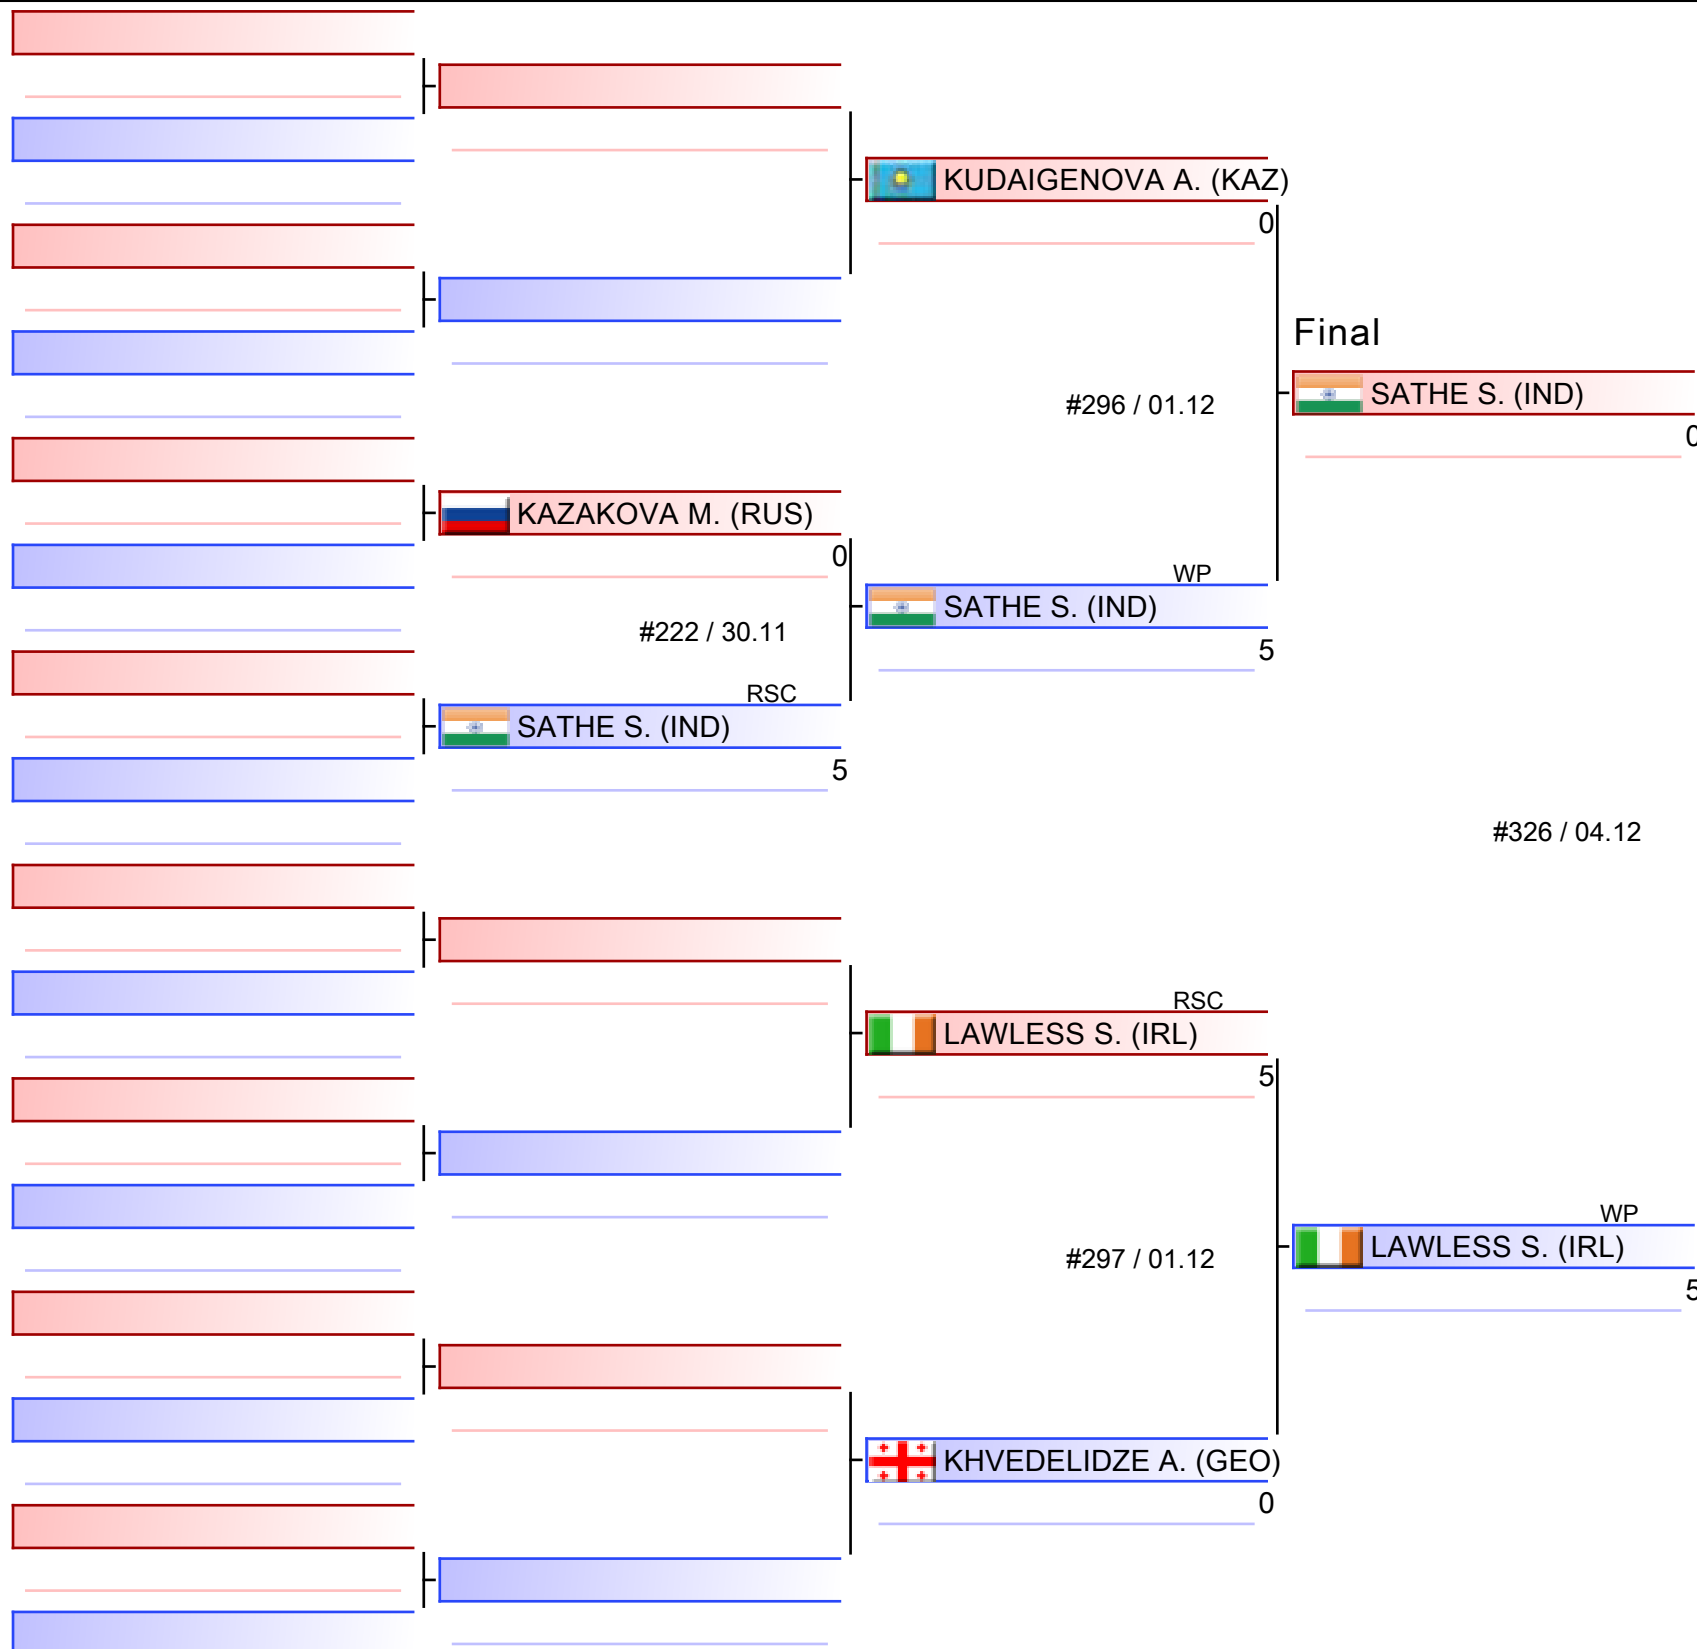 KUDAIGENOVA A. (KAZ)
0
Final
#296 / 01.12
SATHE S. (IND)
0
KAZAKOVA M. (RUS)
0
WP
SATHE S. (IND)
5
#222 / 30.11
RSC
SATHE S. (IND)
5
#326 / 04.12
RSC
LAWLESS S. (IRL)
5
WP
LAWLESS S. (IRL)
5
#297 / 01.12
KHVEDELIDZE A. (GEO)
0